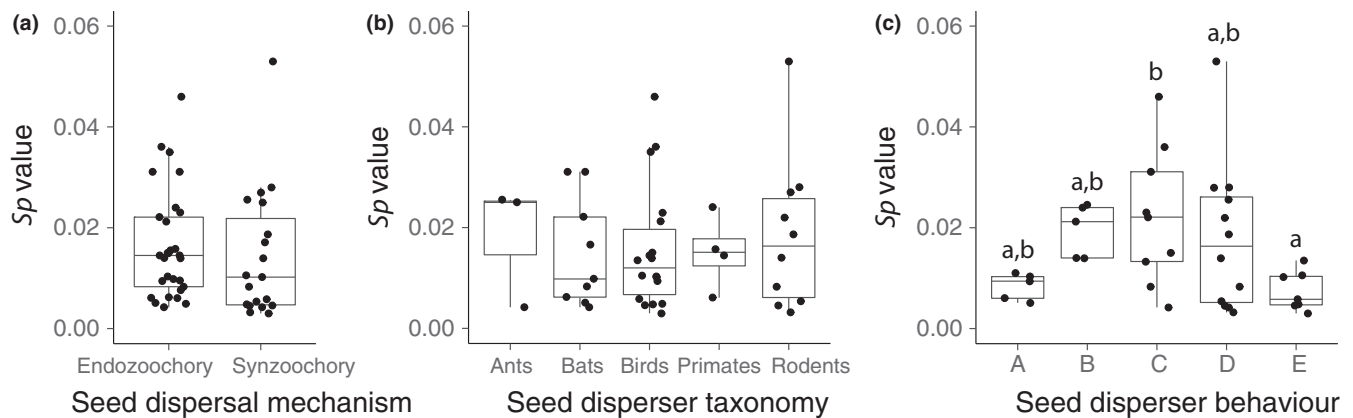 (a)
0.06
0.04
0.02
0.00
Sp value
Endozoochory Synzoochory
Seed dispersal mechanism
(b)
0.06
0.04
0.02
0.00
Sp value
Ants Bats Birds Primates Rodents
Seed disperser taxonomy
(c)
0.06
0.04
0.02
0.00
Sp value
a,b
a,b
b
a,b
a
A B C D E
Seed disperser behaviour